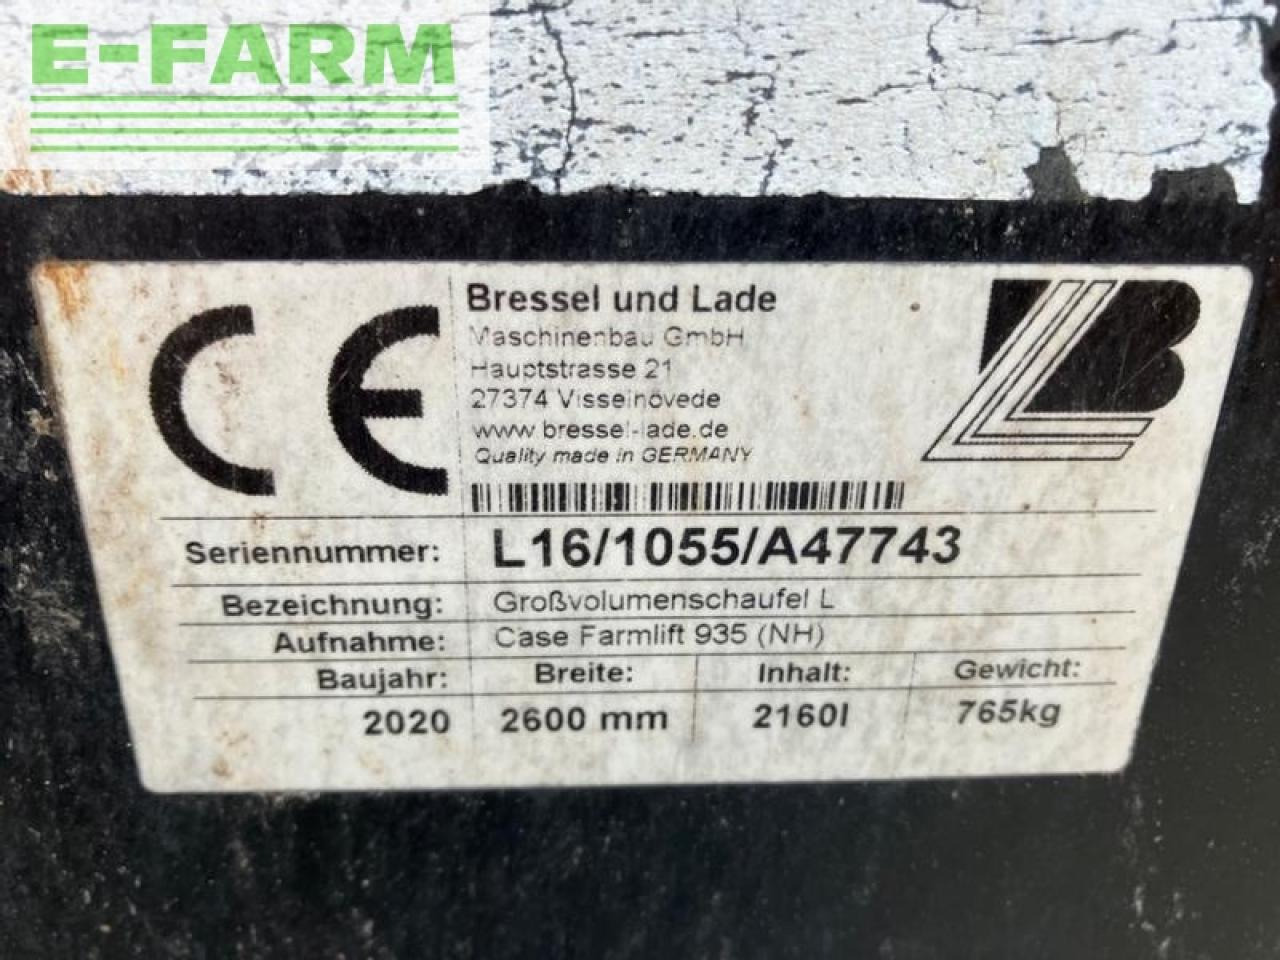 E-FARM
CE
Bressel und Lade
Maschinenbau GmbH
Hauptstrasse 21
27374 Visselhövede
www.bressel-lade.de
Quality made in GERMANY
LB
Seriennummer: L16/1055/A47743
Bezeichnung: Großvolumenschaufel L
Aufnahme: Case Farmlift 935 (NH)
Baujahr: Breite: Inhalt: Gewicht:
2020 2600 mm 2160l 765kg